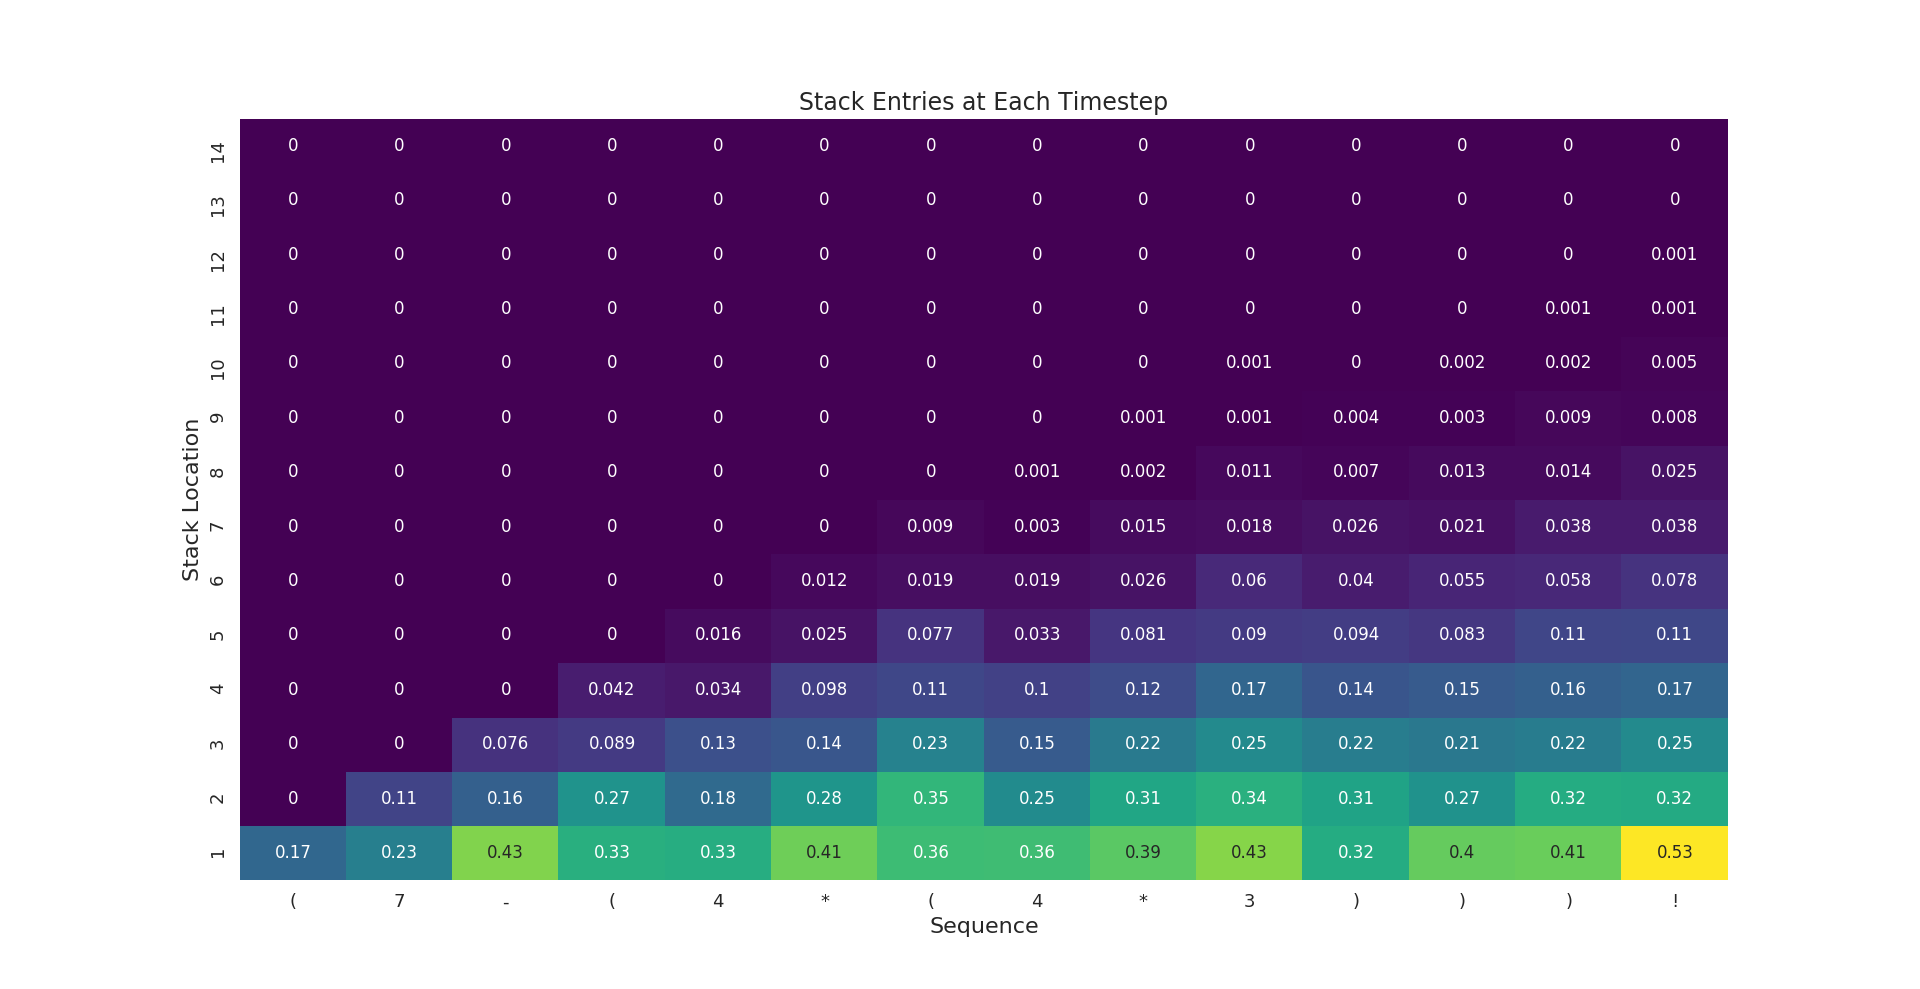 Stack Entries at Each Timestep
14 0 0 0 0 0 0 0 0 0 0 0 0 0 0
13 0 0 0 0 0 0 0 0 0 0 0 0 0 0
12 0 0 0 0 0 0 0 0 0 0 0 0 0 0.001
11 0 0 0 0 0 0 0 0 0 0 0 0 0.001 0.001
10 0 0 0 0 0 0 0 0 0 0.001 0 0.002 0.002 0.005
9 0 0 0 0 0 0 0 0 0.001 0.001 0.004 0.003 0.009 0.008
8 0 0 0 0 0 0 0 0.001 0.002 0.011 0.007 0.013 0.014 0.025
7 0 0 0 0 0 0 0.009 0.003 0.015 0.018 0.026 0.021 0.038 0.038
6 0 0 0 0 0 0.012 0.019 0.019 0.026 0.06 0.04 0.055 0.058 0.078
5 0 0 0 0 0.016 0.025 0.077 0.033 0.081 0.09 0.094 0.083 0.11 0.11
4 0 0 0 0.042 0.034 0.098 0.11 0.1 0.12 0.17 0.14 0.15 0.16 0.17
3 0 0 0.076 0.089 0.13 0.14 0.23 0.15 0.22 0.25 0.22 0.21 0.22 0.25
2 0 0.11 0.16 0.27 0.18 0.28 0.35 0.25 0.31 0.34 0.31 0.27 0.32 0.32
1 0.17 0.23 0.43 0.33 0.33 0.41 0.36 0.36 0.39 0.43 0.32 0.4 0.41 0.53
( 7 - ( 4 * ( 4 * 3 ) ) ) !
Sequence
Stack Location